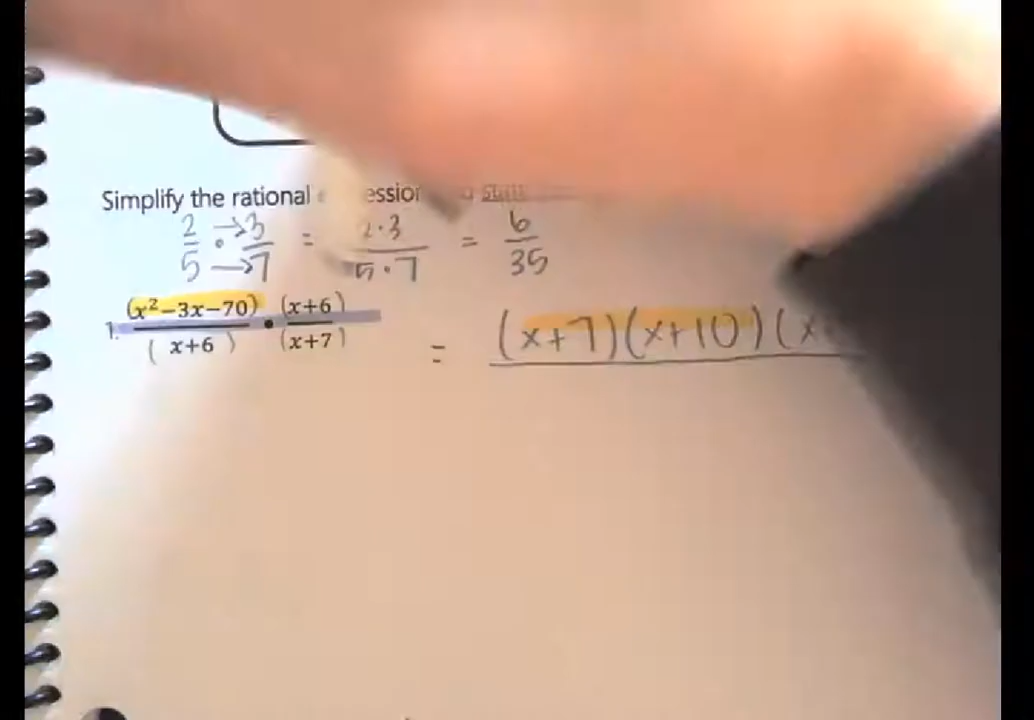 Simplify the rational
2/5 · 3/7 = 2·3/5·7 = 6/35
1. (x²−3x−70)/(x+6) • (x+6)/(x+7) = (x+7)(x+10)(x